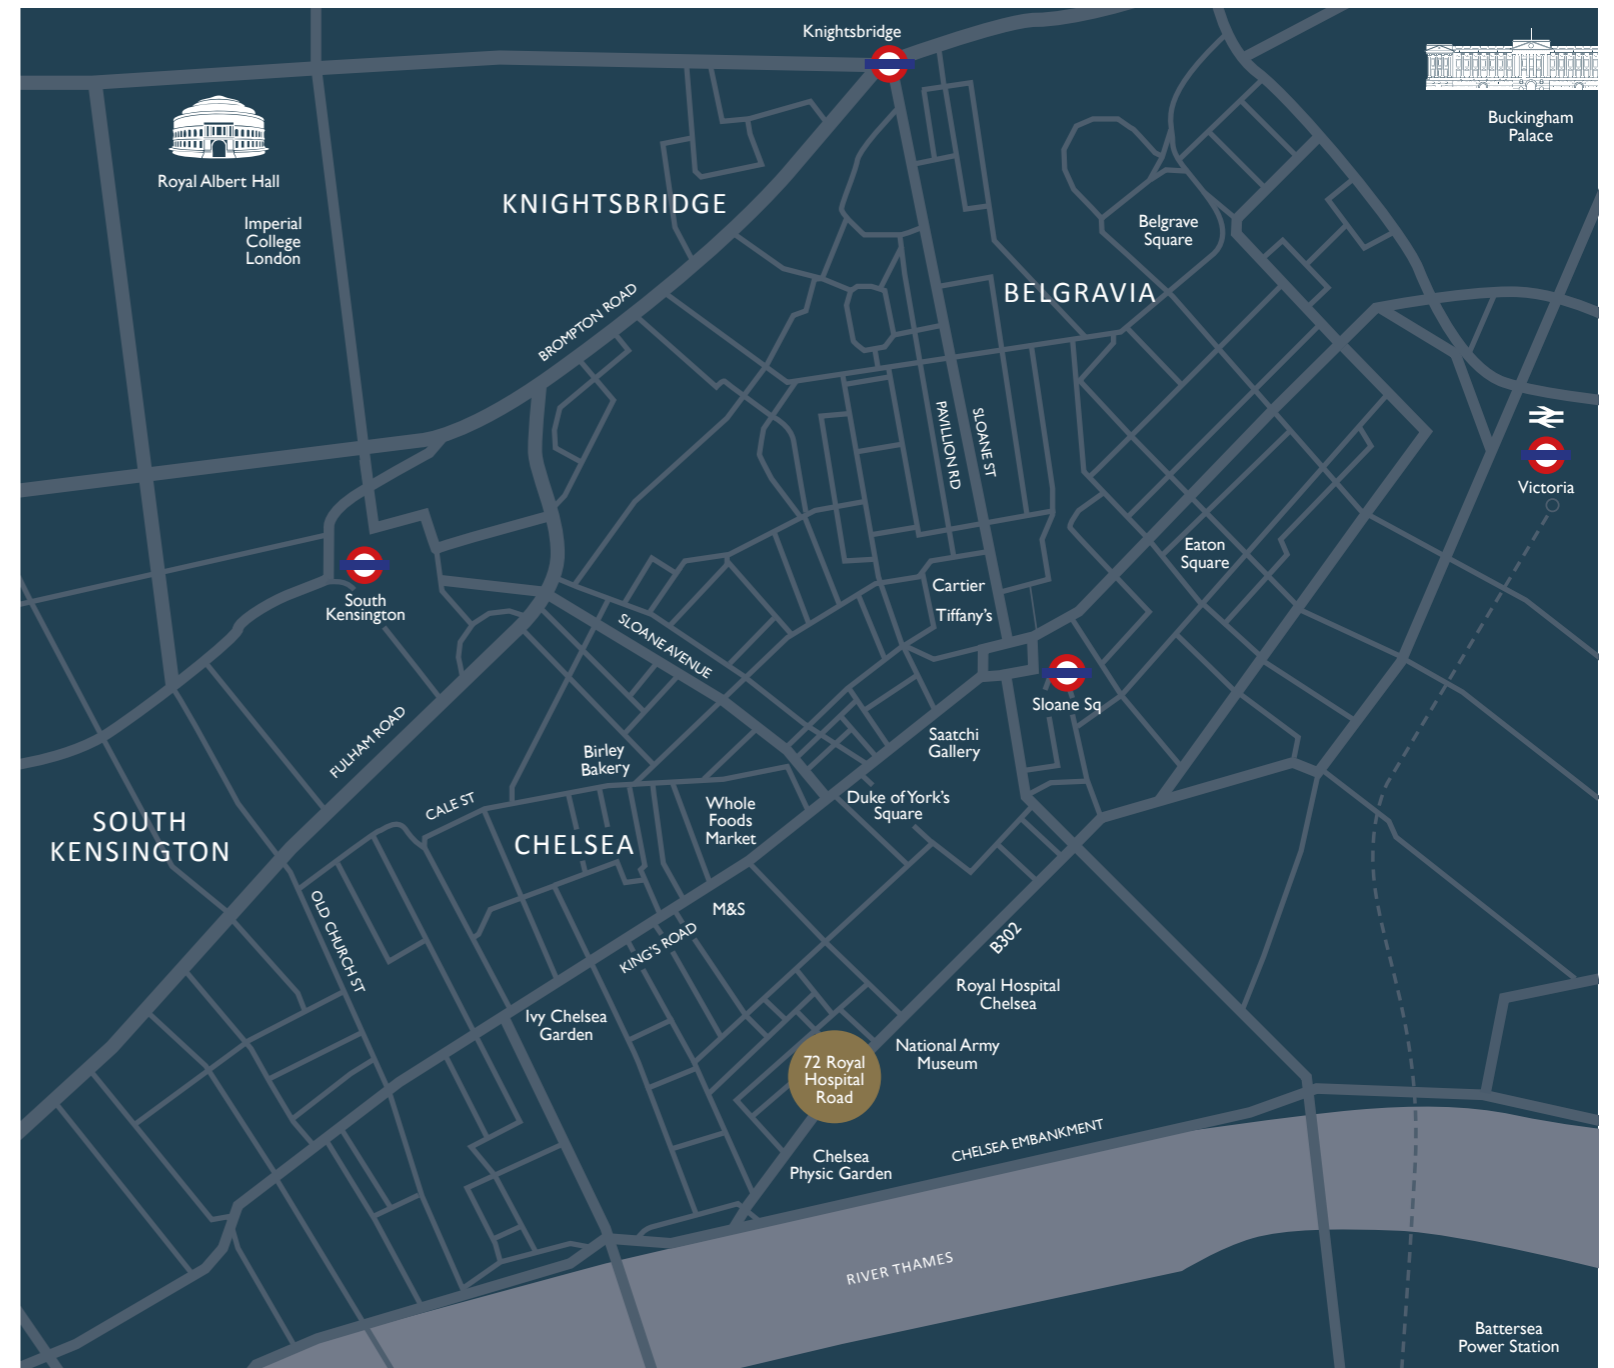 Knightsbridge
Buckingham
Palace
Royal Albert Hall
KNIGHTSBRIDGE
Imperial
College
London
Belgrave
Square
BELGRAVIA
BROMPTON ROAD
PAVILLION RD
SLOANE ST
Victoria
Eaton
Square
South
Kensington
Cartier
Tiffany's
SLOANE AVENUE
Sloane Sq
FULHAM ROAD
Saatchi
Gallery
Birley
Bakery
CALE ST
Whole
Foods
Market
Duke of York's
Square
SOUTH
KENSINGTON
CHELSEA
OLD CHURCH ST
M&S
KING'S ROAD
B302
Royal Hospital
Chelsea
Ivy Chelsea
Garden
National Army
Museum
72 Royal
Hospital
Road
CHELSEA EMBANKMENT
Chelsea
Physic Garden
RIVER THAMES
Battersea
Power Station